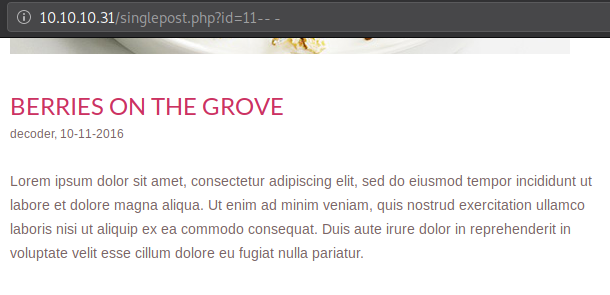 10.10.10.31/singlepost.php?id=11-- -
BERRIES ON THE GROVE
decoder, 10-11-2016
Lorem ipsum dolor sit amet, consectetur adipiscing elit, sed do eiusmod tempor incididunt ut
labore et dolore magna aliqua. Ut enim ad minim veniam, quis nostrud exercitation ullamco
laboris nisi ut aliquip ex ea commodo consequat. Duis aute irure dolor in reprehenderit in
voluptate velit esse cillum dolore eu fugiat nulla pariatur.